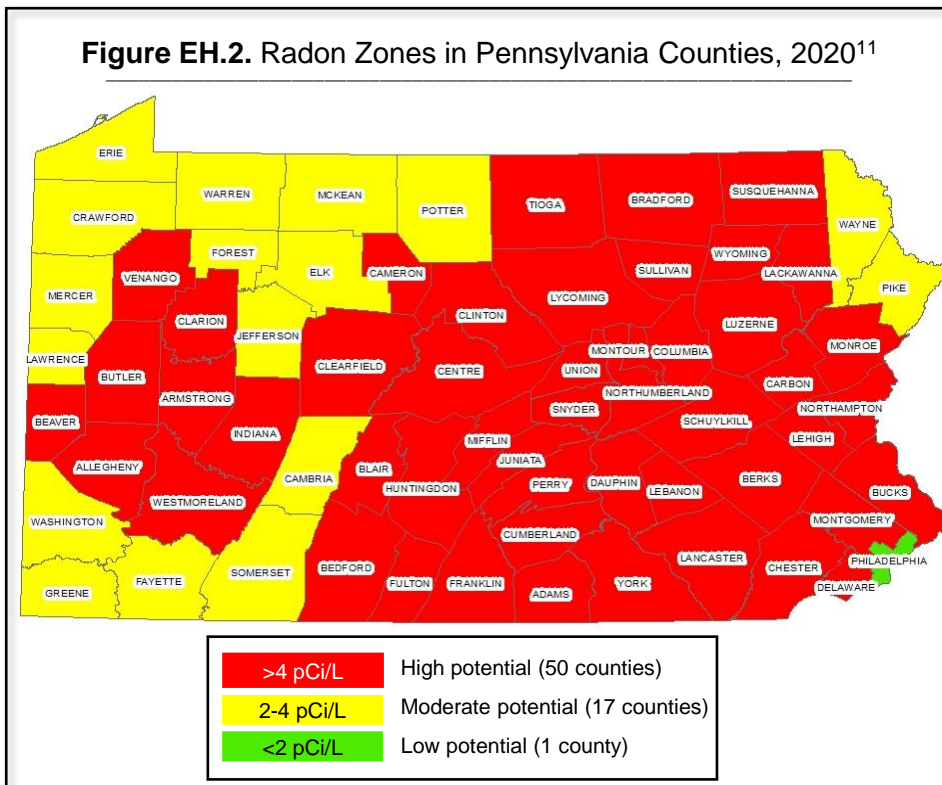 Figure EH.2. Radon Zones in Pennsylvania Counties, 2020¹¹
ERIE
WARREN
MCKEAN
POTTER
TIOGA
BRADFORD
SUSQUEHANNA
CRAWFORD
WAYNE
FOREST
WYOMING
VENANGO
ELK
CAMERON
SULLIVAN
LACKAWANNA
MERCER
PIKE
LYCOMING
CLARION
CLINTON
LUZERNE
JEFFERSON
MONROE
LAWRENCE
CLEARFIELD
MONTOUR
COLUMBIA
BUTLER
CENTRE
UNION
CARBON
ARMSTRONG
NORTHUMBERLAND
SNYDER
NORTHAMPTON
BEAVER
SCHUYLKILL
INDIANA
LEHIGH
MIFFLIN
ALLEGHENY
BLAIR
JUNIATA
CAMBRIA
PERRY
DAUPHIN
BERKS
HUNTINGDON
LEBANON
BUCKS
WESTMORELAND
WASHINGTON
MONTGOMERY
CUMBERLAND
LANCASTER
PHILADELPHIA
SOMERSET
BEDFORD
CHESTER
FAYETTE
FULTON
FRANKLIN
YORK
DELAWARE
GREENE
ADAMS
>4 pCi/L High potential (50 counties)
2-4 pCi/L Moderate potential (17 counties)
<2 pCi/L Low potential (1 county)